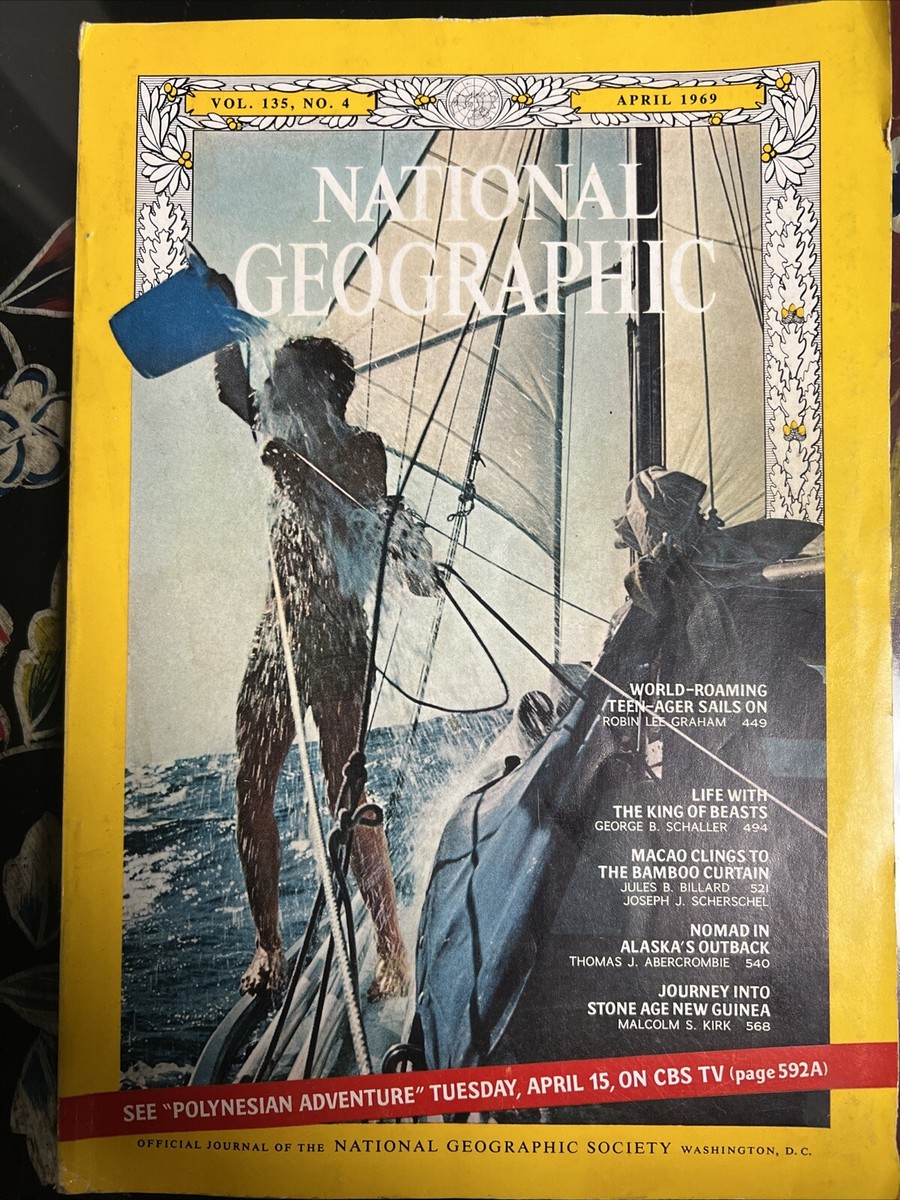 VOL. 135, NO. 4
APRIL 1969
NATIONAL
GEOGRAPHIC
WORLD-ROAMING
TEEN-AGER SAILS ON
ROBIN LEE GRAHAM 449
LIFE WITH
THE KING OF BEASTS
GEORGE B. SCHALLER 494
MACAO CLINGS TO
THE BAMBOO CURTAIN
JULES B. BILLARD 521
JOSEPH J. SCHERSCHEL
NOMAD IN
ALASKA'S OUTBACK
THOMAS J. ABERCROMBIE 540
JOURNEY INTO
STONE AGE NEW GUINEA
MALCOLM S. KIRK 568
SEE "POLYNESIAN ADVENTURE" TUESDAY, APRIL 15, ON CBS TV (page 592A)
OFFICIAL JOURNAL OF THE NATIONAL GEOGRAPHIC SOCIETY WASHINGTON, D.C.